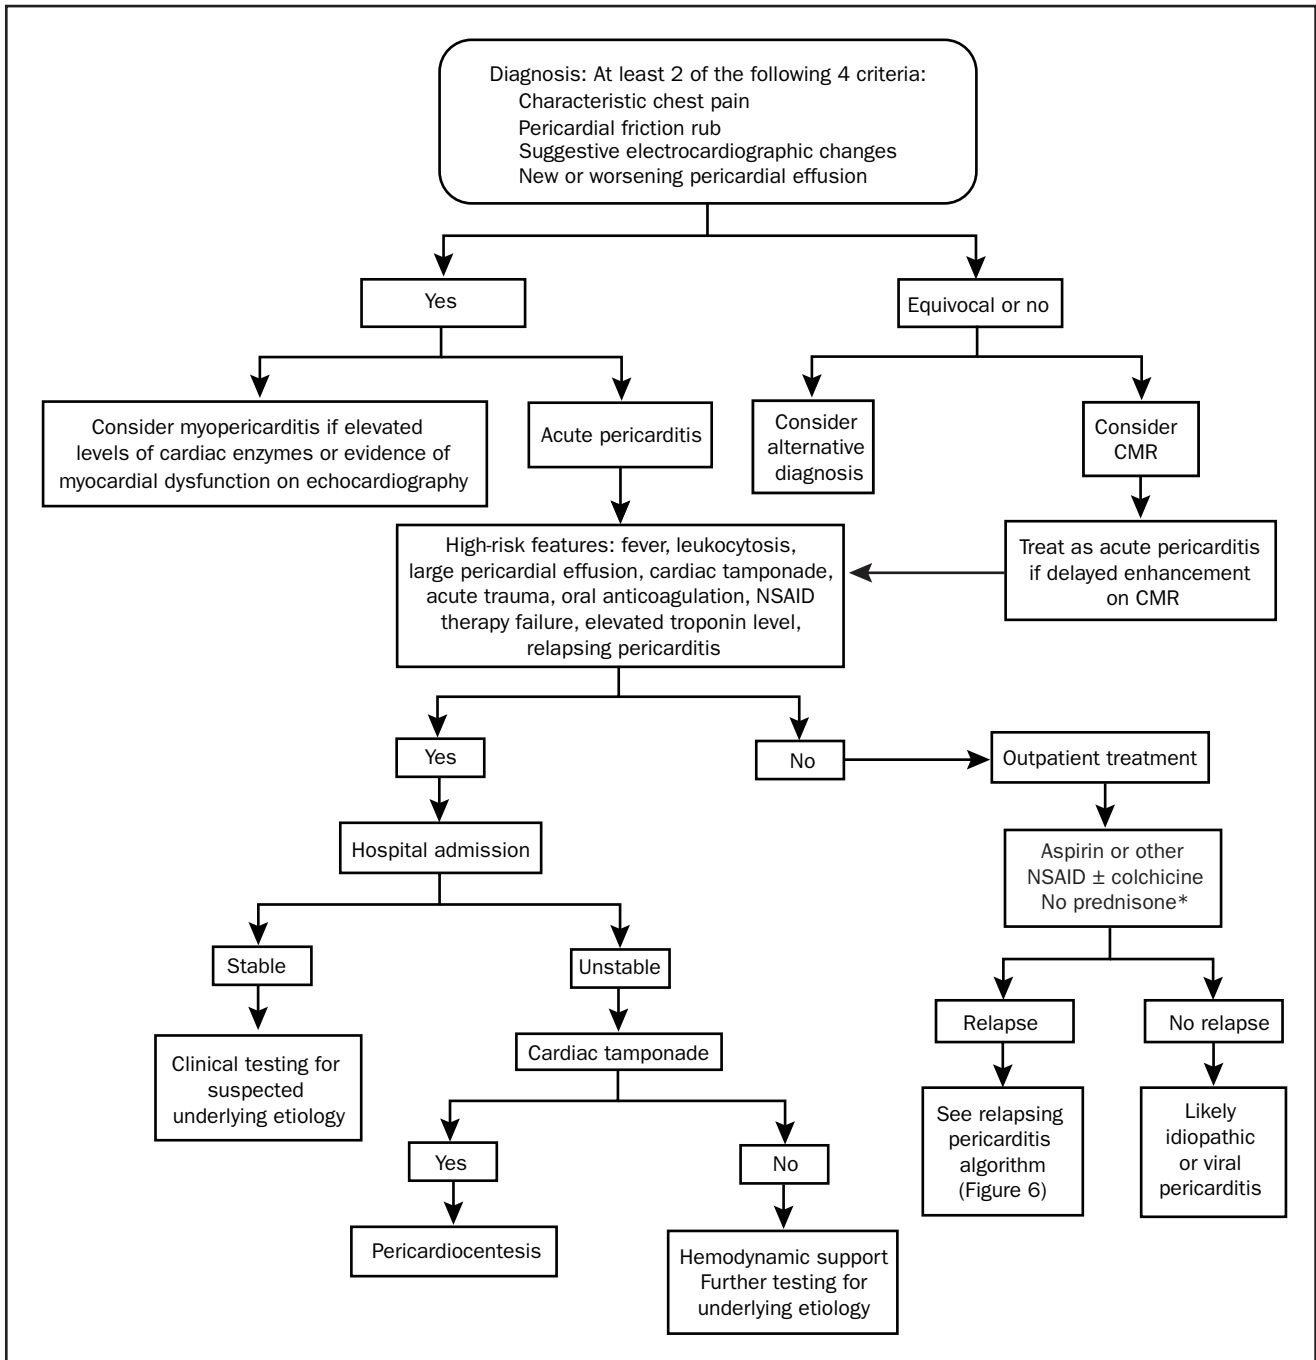 Diagnosis: At least 2 of the following 4 criteria:
Characteristic chest pain
Pericardial friction rub
Suggestive electrocardiographic changes
New or worsening pericardial effusion
Yes
Equivocal or no
Consider myopericarditis if elevated
levels of cardiac enzymes or evidence of
myocardial dysfunction on echocardiography
Acute pericarditis
Consider
alternative
diagnosis
Consider
CMR
High-risk features: fever, leukocytosis,
large pericardial effusion, cardiac tamponade,
acute trauma, oral anticoagulation, NSAID
therapy failure, elevated troponin level,
relapsing pericarditis
Treat as acute pericarditis
if delayed enhancement
on CMR
Yes
No
Outpatient treatment
Hospital admission
Aspirin or other
NSAID ± colchicine
No prednisone*
Stable
Unstable
Relapse
No relapse
Clinical testing for
suspected
underlying etiology
Cardiac tamponade
See relapsing
pericarditis
algorithm
(Figure 6)
Likely
idiopathic
or viral
pericarditis
Yes
No
Pericardiocentesis
Hemodynamic support
Further testing for
underlying etiology